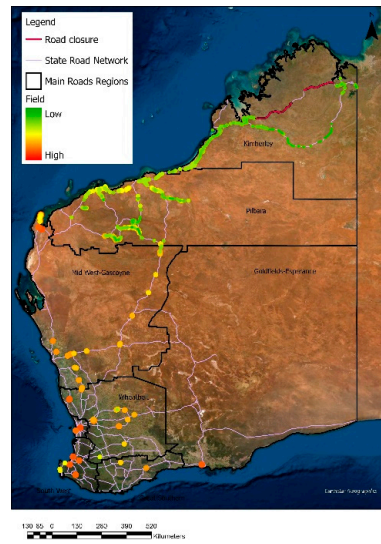 Legend
Road closure
State Road Network
Main Roads Regions
Field
Low
High
Kimberley
Pilbara
Mid West-Gascoyne
Goldfields-Esperance
Wheatbelt
130 65 0 130 260 390 520
Kilometers